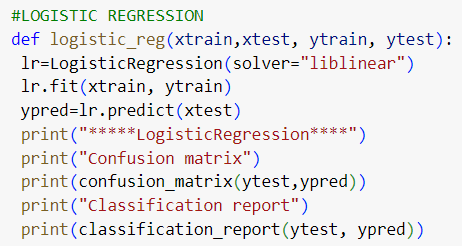 #LOGISTIC REGRESSION
def logistic_reg(xtrain,xtest, ytrain, ytest):
 lr=LogisticRegression(solver="liblinear")
 lr.fit(xtrain, ytrain)
 ypred=lr.predict(xtest)
 print("*****LogisticRegression****")
 print("Confusion matrix")
 print(confusion_matrix(ytest,ypred))
 print("Classification report")
 print(classification_report(ytest, ypred))